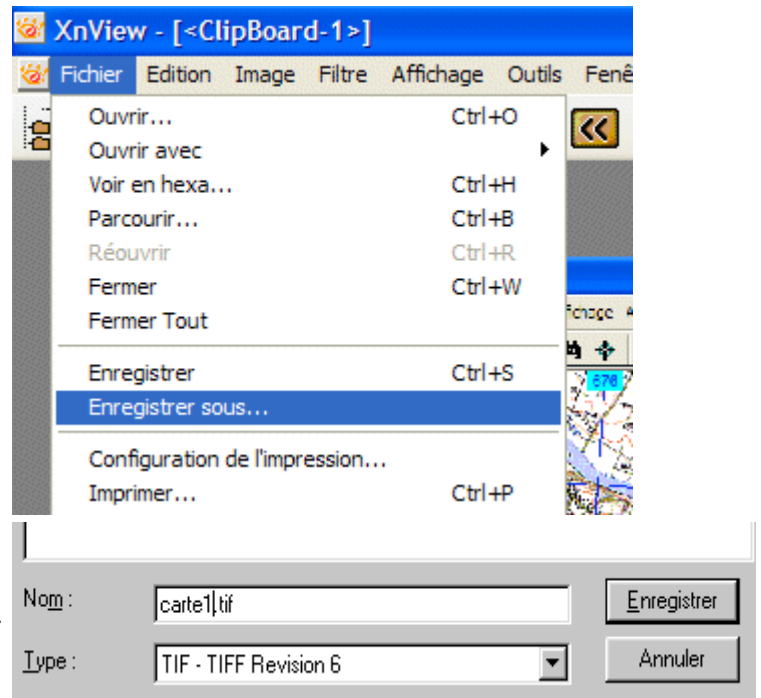 XnView - [<ClipBoard-1>]
Fichier Edition Image Filtre Affichage Outils Fenê
Ouvrir... Ctrl+O
Ouvrir avec
Voir en hexa... Ctrl+H
Parcourir... Ctrl+B
Réouvrir Ctrl+R
Fermer Ctrl+W
Fermer Tout
Enregistrer Ctrl+S
Enregistrer sous...
678
Configuration de l'impression...
Imprimer... Ctrl+P
Nom : carte1.tif Enregistrer
Type : TIF - TIFF Revision 6 Annuler